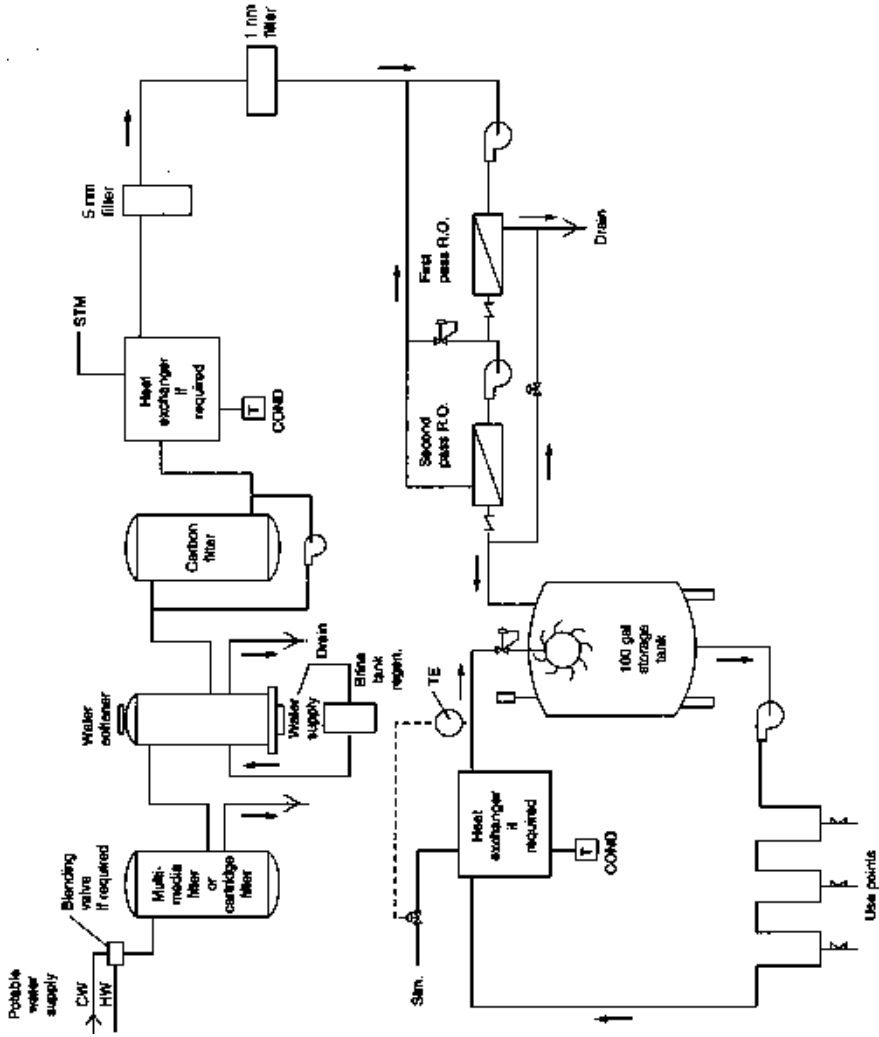 Potable
water
supply
CW
HW
Blending
valve
if required
Multi-
media
filter
or
cartridge
filter
Water
softener
Water
supply
Drain
Brine
tank
regen.
Carbon
filter
Heat
exchanger
if
required
T
COND
STM
5 nm
filter
1 nm
filter
First
pass R.O.
Second
pass R.O.
Drain
100 gal
storage
tank
TE
Heat
exchanger
if
required
T
COND
Stm.
Use points